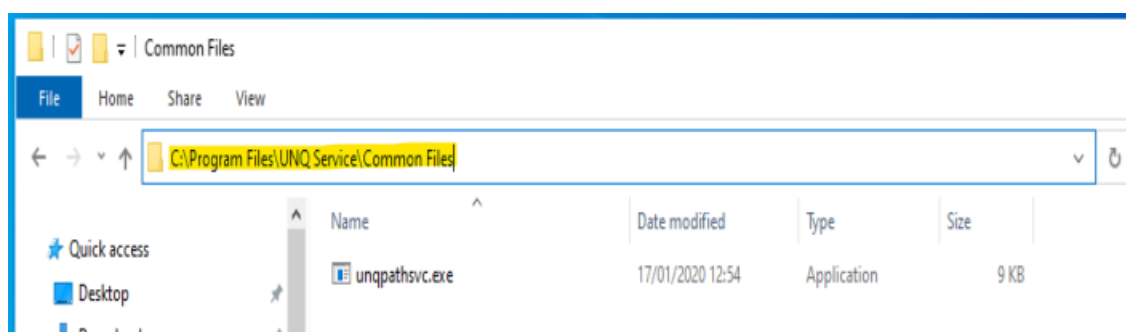 Common Files
File Home Share View
C:\Program Files\UNQ Service\Common Files
Name Date modified Type Size
Quick access
unqpathsvc.exe 17/01/2020 12:54 Application 9 KB
Desktop